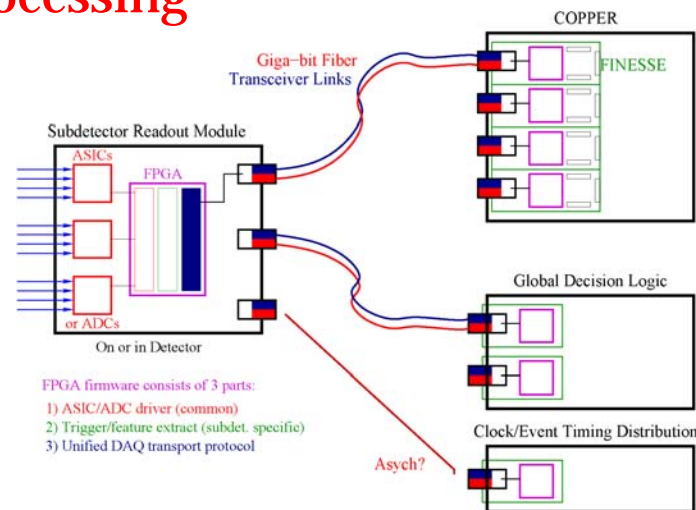 COPPER
Giga-bit Fiber
Transceiver Links
FINESSE
Subdetector Readout Module
ASICs
FPGA
or ADCs
On or in Detector
Global Decision Logic
FPGA firmware consists of 3 parts:
1) ASIC/ADC driver (common)
2) Trigger/feature extract (subdet. specific)
3) Unified DAQ transport protocol
Clock/Event Timing Distribution
Asych?